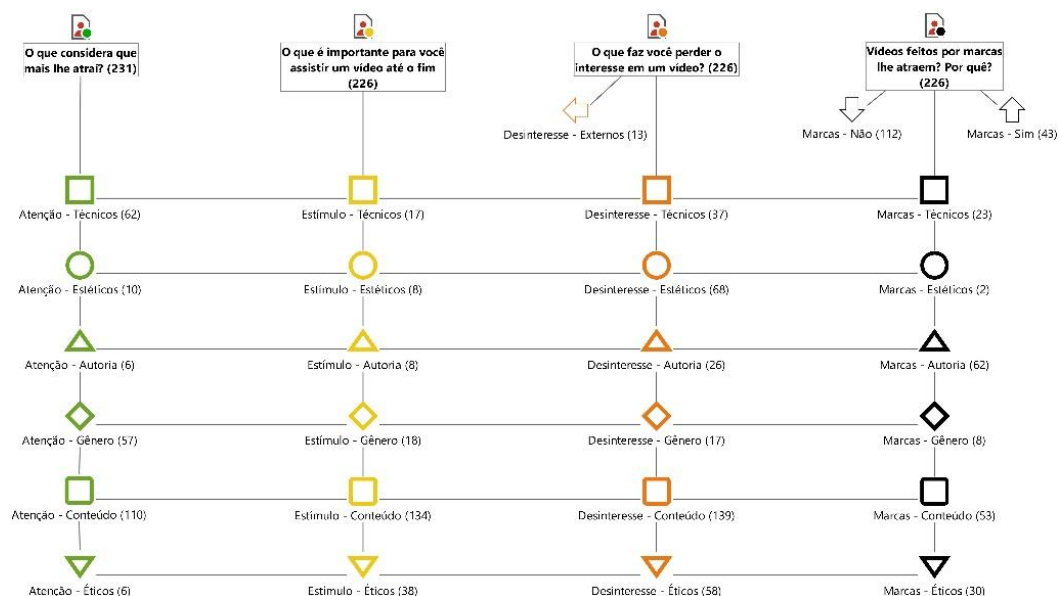 O que considera que
mais lhe atrai? (231)
O que é importante para você
assistir um vídeo até o fim
(226)
O que faz você perder o
interesse em um vídeo? (226)
Vídeos feitos por marcas
lhe atraem? Por quê?
(226)
Desinteresse - Externos (13)
Marcas - Não (112)
Marcas - Sim (43)
Atenção - Técnicos (62)
Estímulo - Técnicos (17)
Desinteresse - Técnicos (37)
Marcas - Técnicos (23)
Atenção - Estéticos (10)
Estímulo - Estéticos (8)
Desinteresse - Estéticos (68)
Marcas - Estéticos (2)
Atenção - Autoria (6)
Estímulo - Autoria (8)
Desinteresse - Autoria (26)
Marcas - Autoria (62)
Atenção - Gênero (57)
Estímulo - Gênero (18)
Desinteresse - Gênero (17)
Marcas - Gênero (8)
Atenção - Conteúdo (110)
Estímulo - Conteúdo (134)
Desinteresse - Conteúdo (139)
Marcas - Conteúdo (53)
Atenção - Éticos (6)
Estimulo - Éticos (38)
Desinteresse - Éticos (58)
Marcas - Éticos (30)